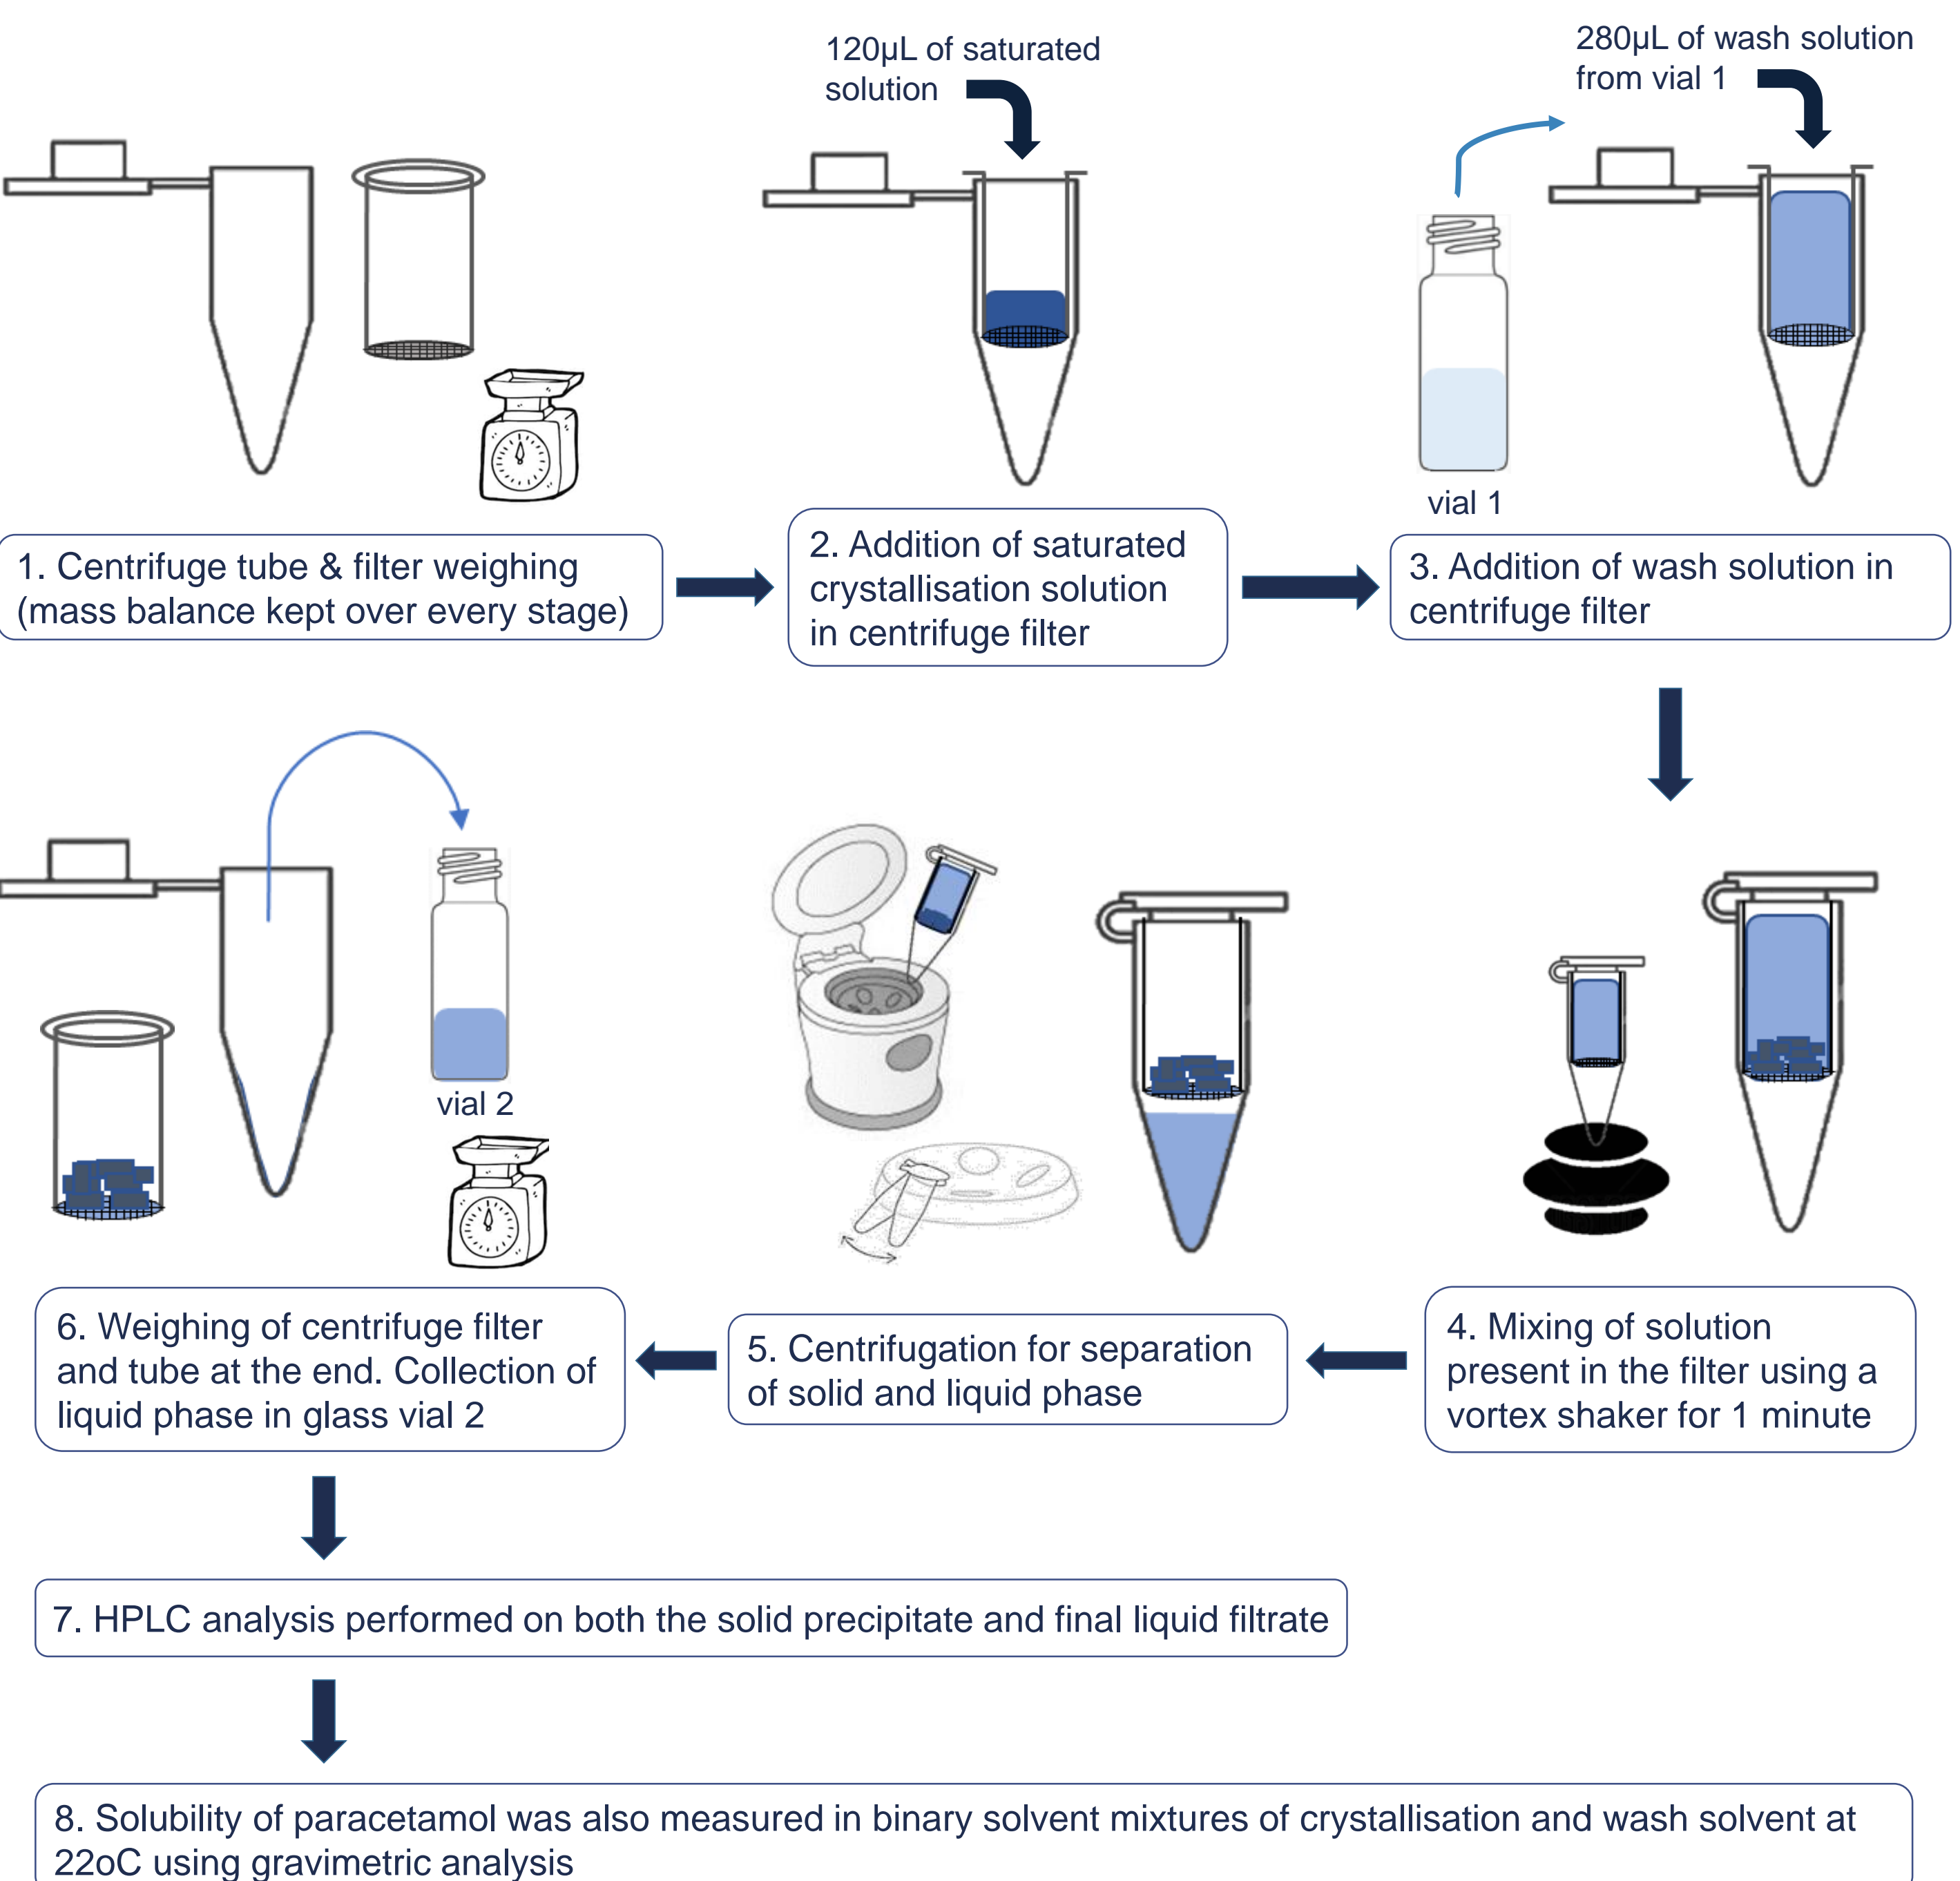 120µL of saturated
solution
280µL of wash solution
from vial 1
vial 1
1. Centrifuge tube & filter weighing
(mass balance kept over every stage)
2. Addition of saturated
crystallisation solution
in centrifuge filter
3. Addition of wash solution in
centrifuge filter
vial 2
6. Weighing of centrifuge filter
and tube at the end. Collection of
liquid phase in glass vial 2
5. Centrifugation for separation
of solid and liquid phase
4. Mixing of solution
present in the filter using a
vortex shaker for 1 minute
7. HPLC analysis performed on both the solid precipitate and final liquid filtrate
8. Solubility of paracetamol was also measured in binary solvent mixtures of crystallisation and wash solvent at
22oC using gravimetric analysis